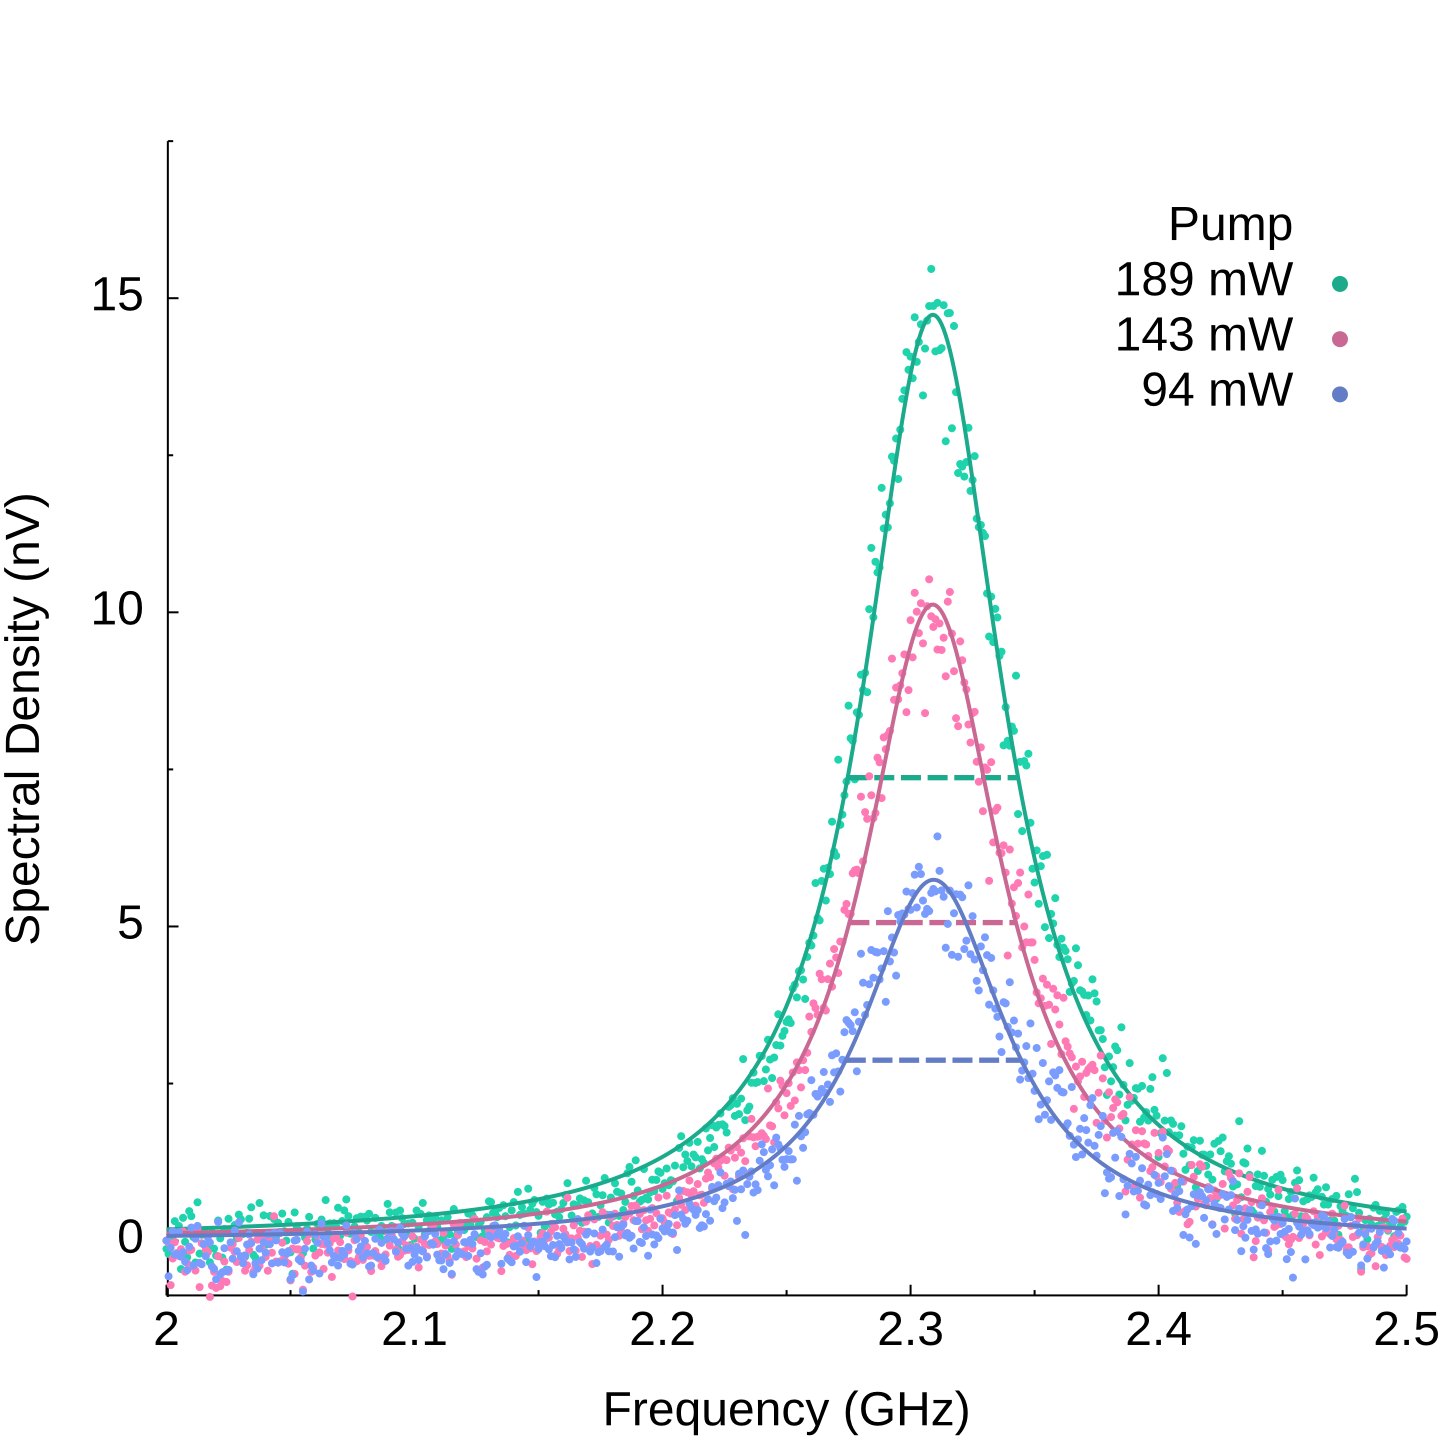 Pump
189 mW
143 mW
94 mW
15
10
5
0
Spectral Density (nV)
2 2.1 2.2 2.3 2.4 2.5
Frequency (GHz)